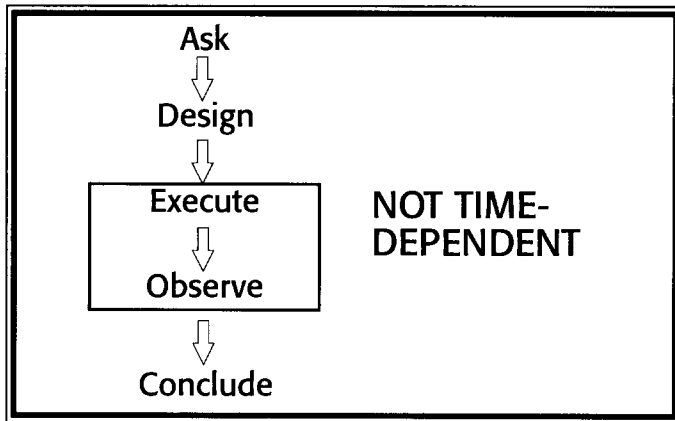 Ask
Design
Execute
Observe
Conclude
NOT TIME-
DEPENDENT